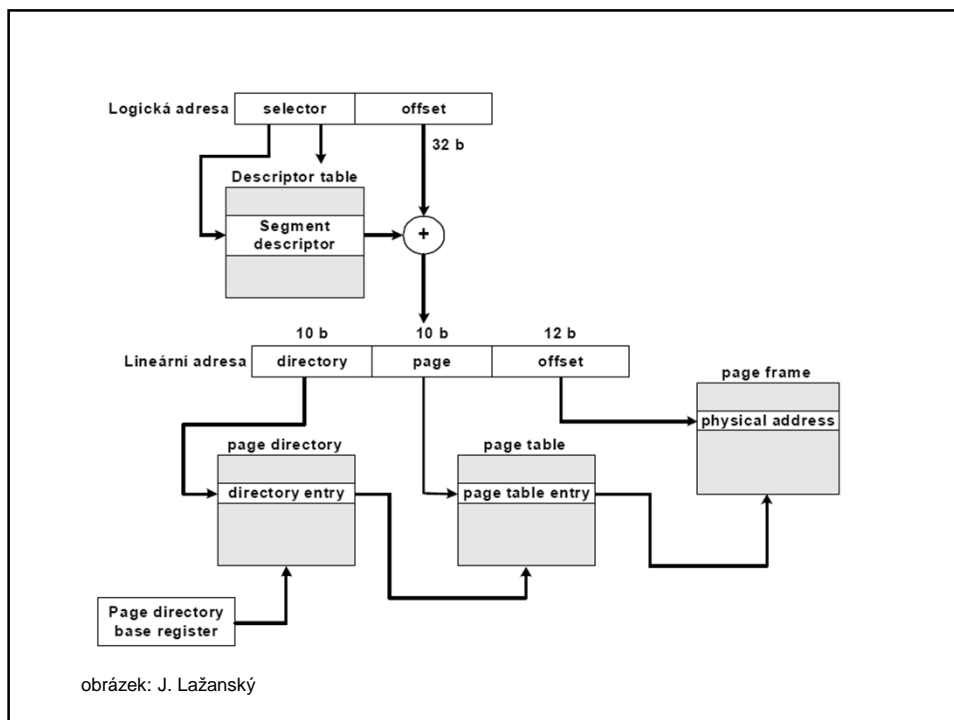 Logická adresa
selector
offset
32 b
Descriptor table
Segment
descriptor
+
10 b
10 b
12 b
Lineární adresa
directory
page
offset
page frame
physical address
page directory
page table
directory entry
page table entry
Page directory
base register
obrázek: J. Lažanský